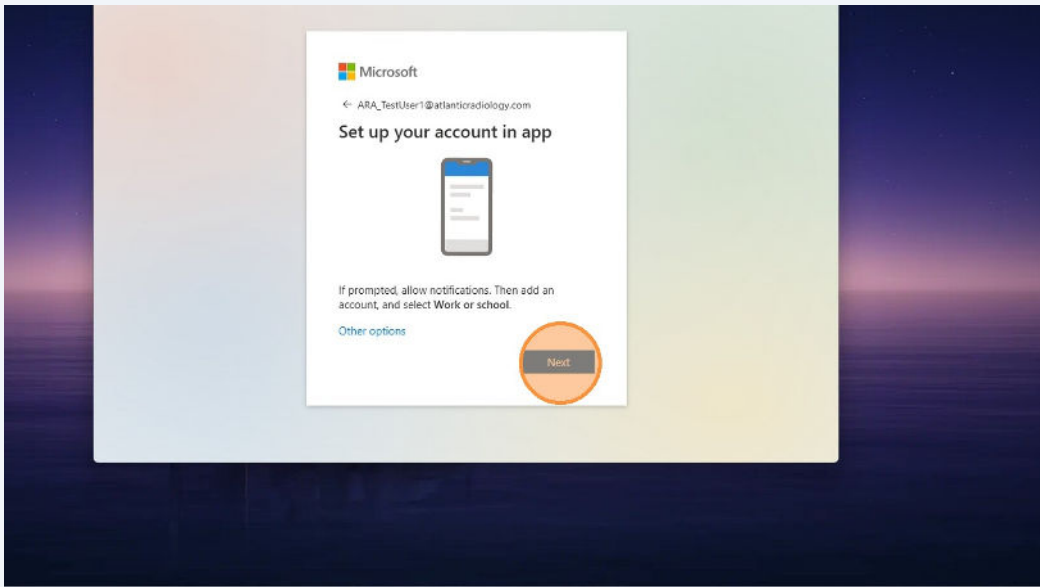 Microsoft
← ARA_TestUser1@atlanticradiology.com
Set up your account in app
If prompted, allow notifications. Then add an
account, and select Work or school.
Other options
Next